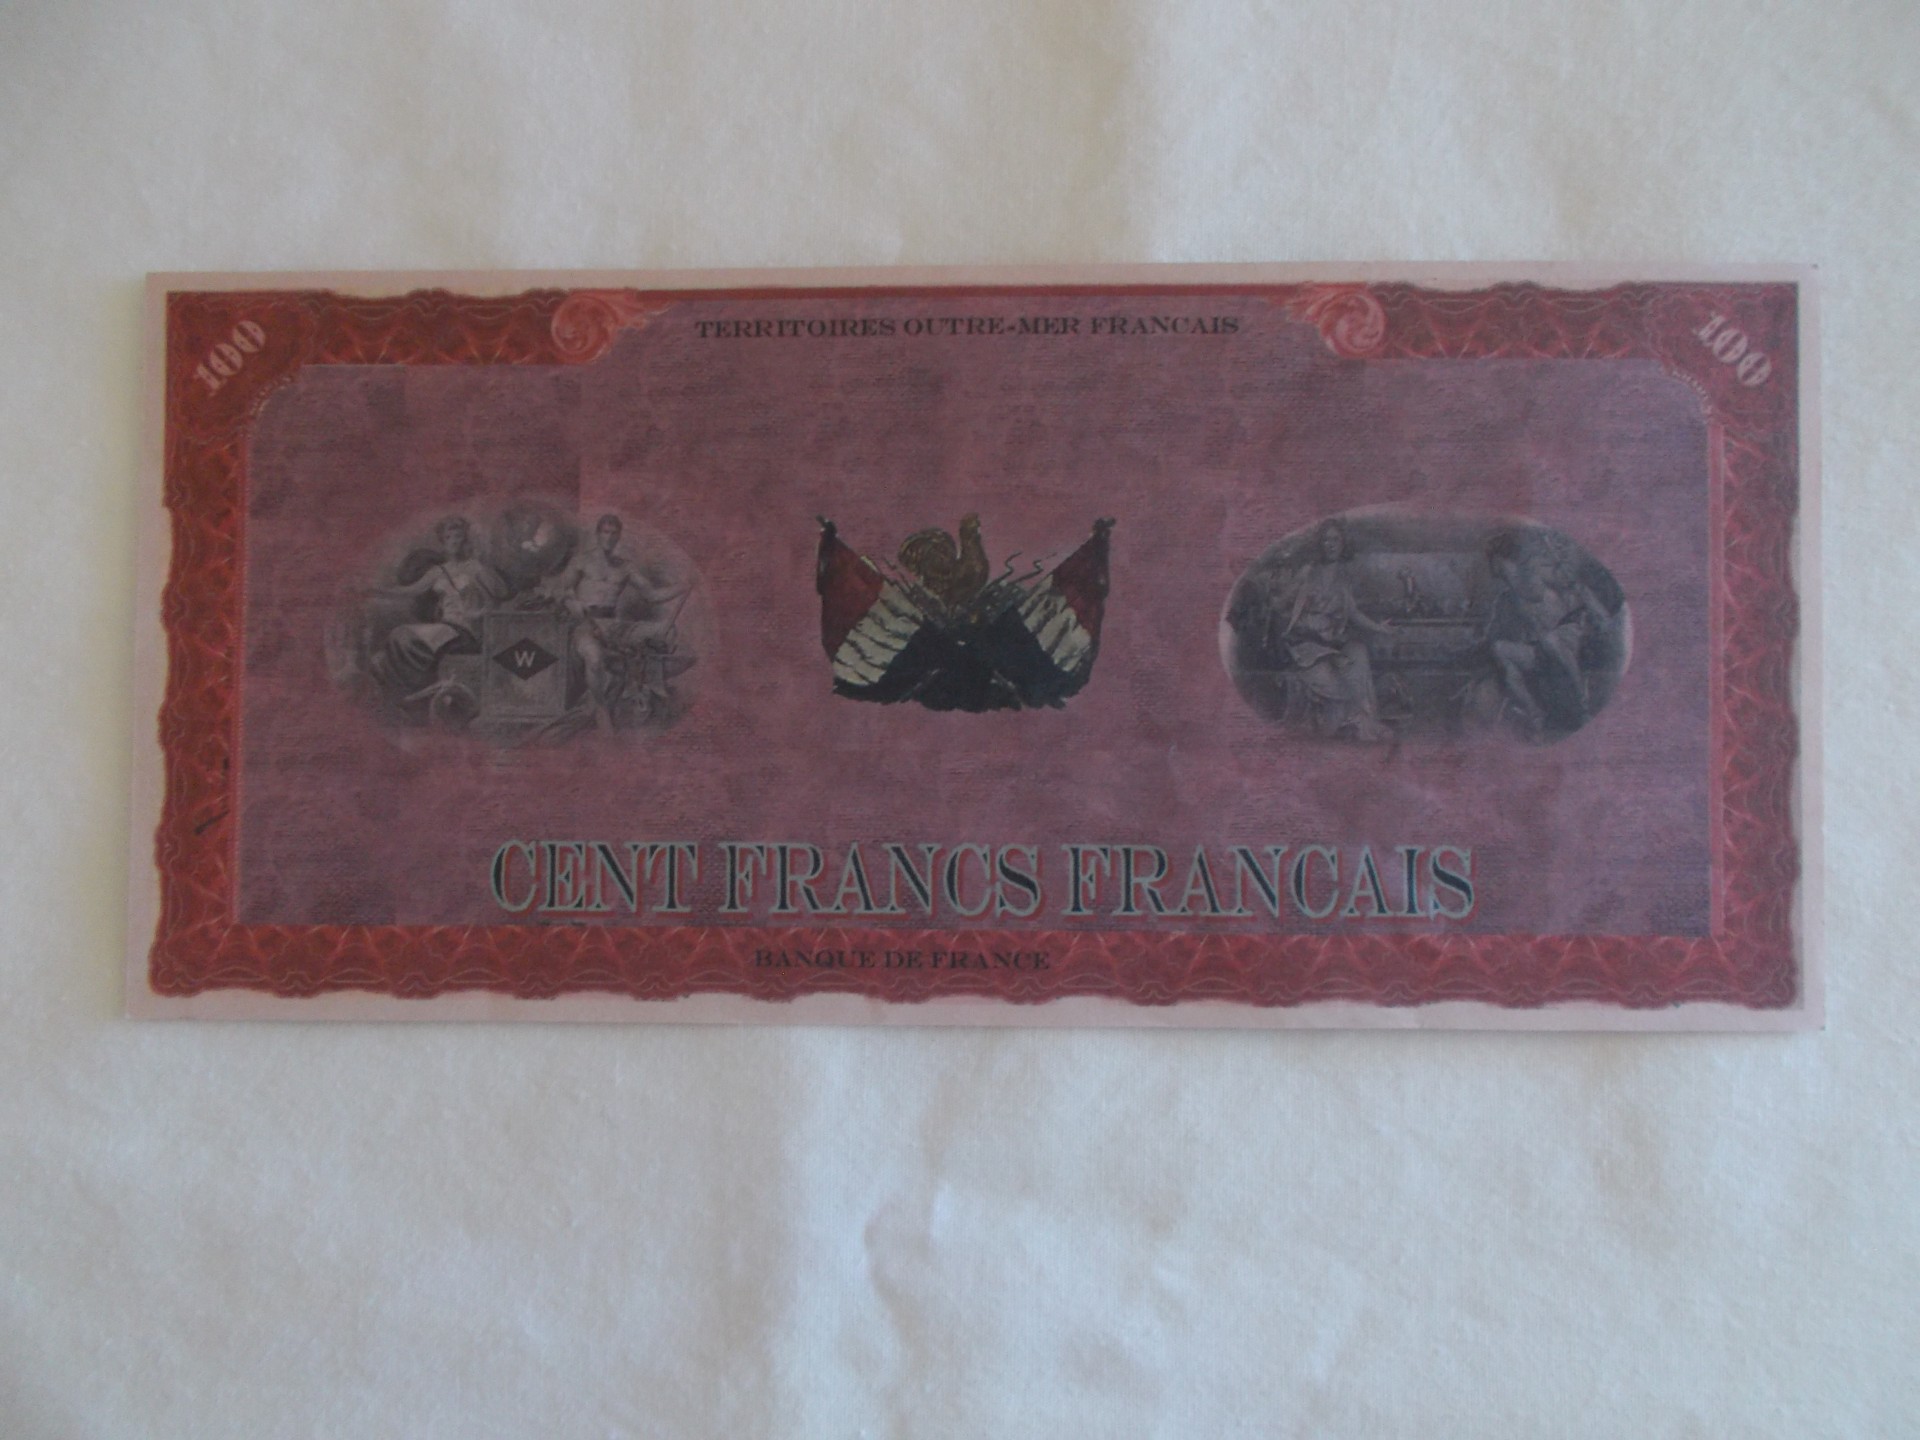 TERRITOIRES OUTRE-MER FRANCAIS
100
100
W
CENT FRANCS FRANCAIS
BANQUE DE FRANCE